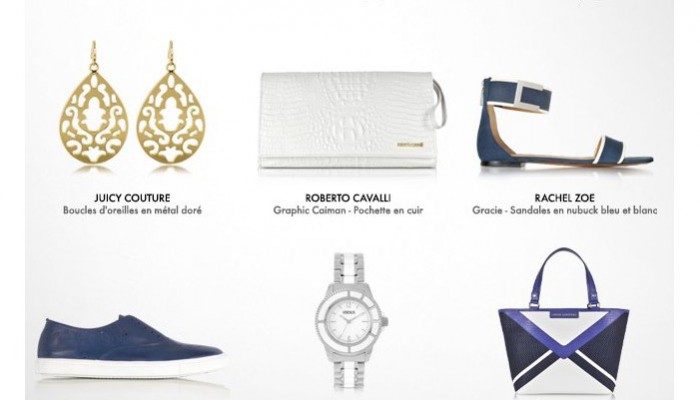 JUICY COUTURE
Boucles d'oreilles en métal doré
ROBERTO CAVALLI
Graphic Caiman - Pochette en cuir
RACHEL ZOE
Gracie - Sandales en nubuck bleu et blanc